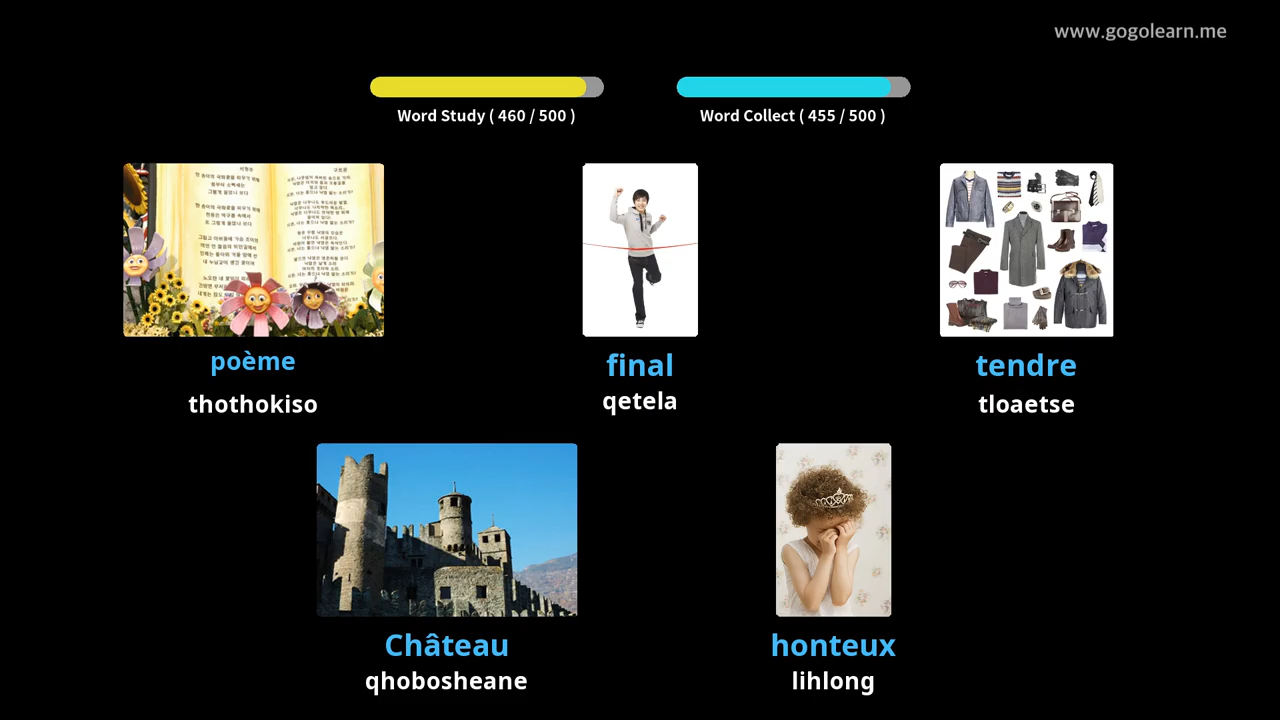 www.gogolearn.me
Word Study ( 460 / 500 )
Word Collect ( 455 / 500 )
poème
final
tendre
thothokiso
qetela
tloaetse
Château
honteux
qhobosheane
lihlong